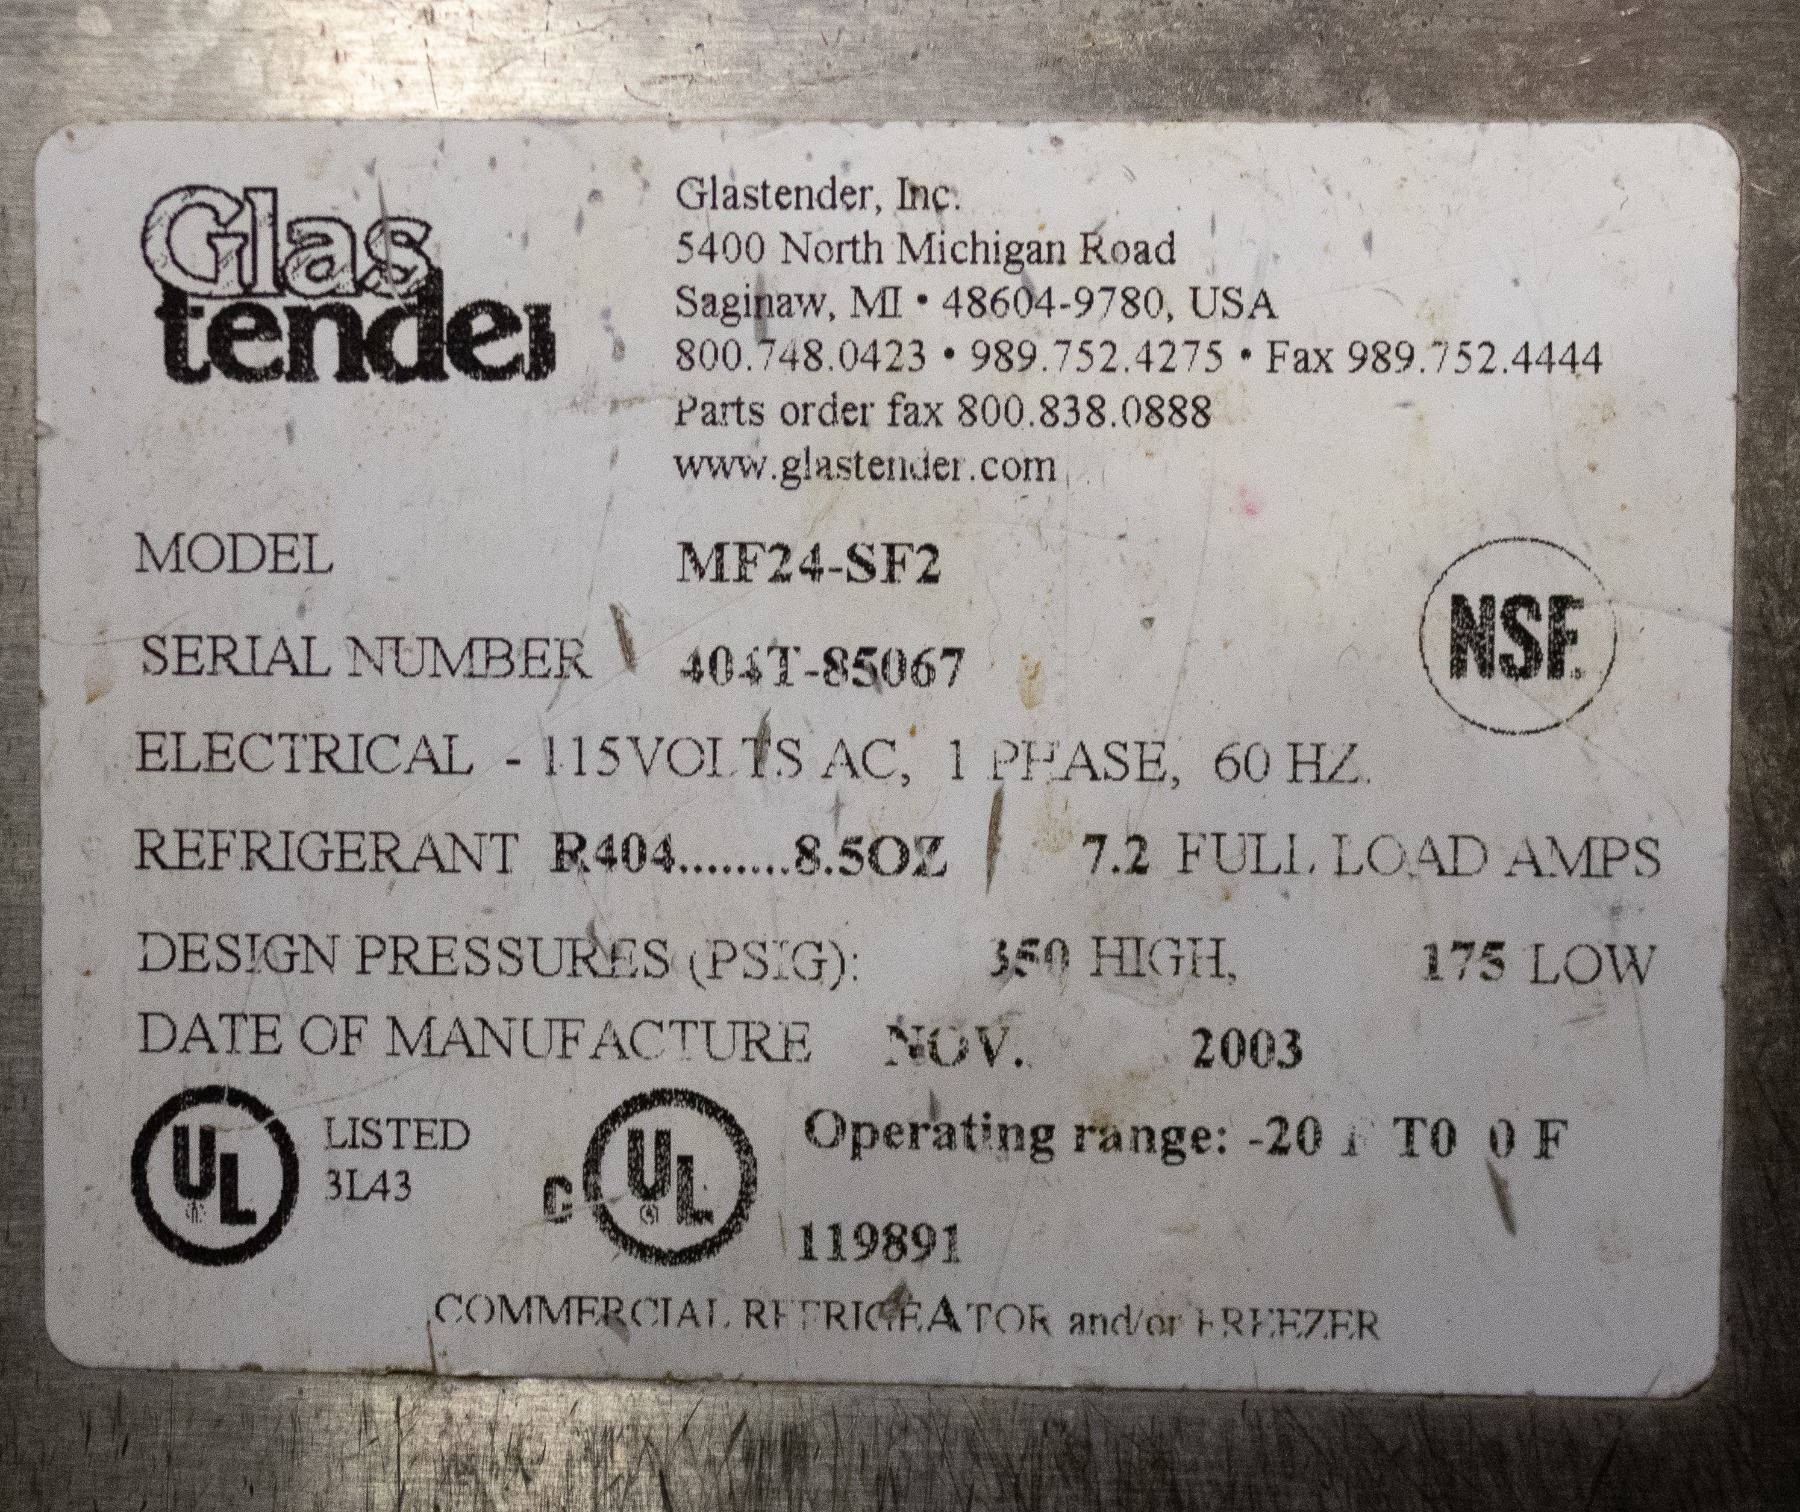 Glas
tender
Glastender, Inc.
5400 North Michigan Road
Saginaw, MI • 48604-9780, USA
800.748.0423 • 989.752.4275 • Fax 989.752.4444
Parts order fax 800.838.0888
www.glastender.com
MODEL MF24-SF2
NSF.
SERIAL NUMBER
ELECTRICAL - 115VOLTS AC, 1 PHASE, 60 HZ.
REFRIGERANT R404........8.5OZ 7.2 FULL LOAD AMPS
DESIGN PRESSURES (PSIG): 350 HIGH, 175 LOW
DATE OF MANUFACTURE NOV. 2003
UL LISTED
3L43
G UL
Operating range: -20 F TO 0 F
119891
COMMERCIAL REFRIGEATOR and/or FREEZER